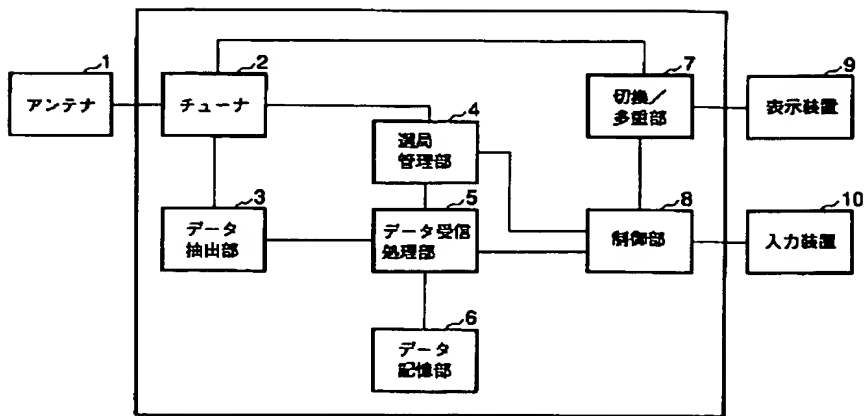 1
アンテナ
2
チューナ
3
データ
抽出部
4
選局
管理部
5
データ受信
処理部
6
データ
記憶部
7
切換/
多重部
8
制御部
9
表示装置
10
入力装置